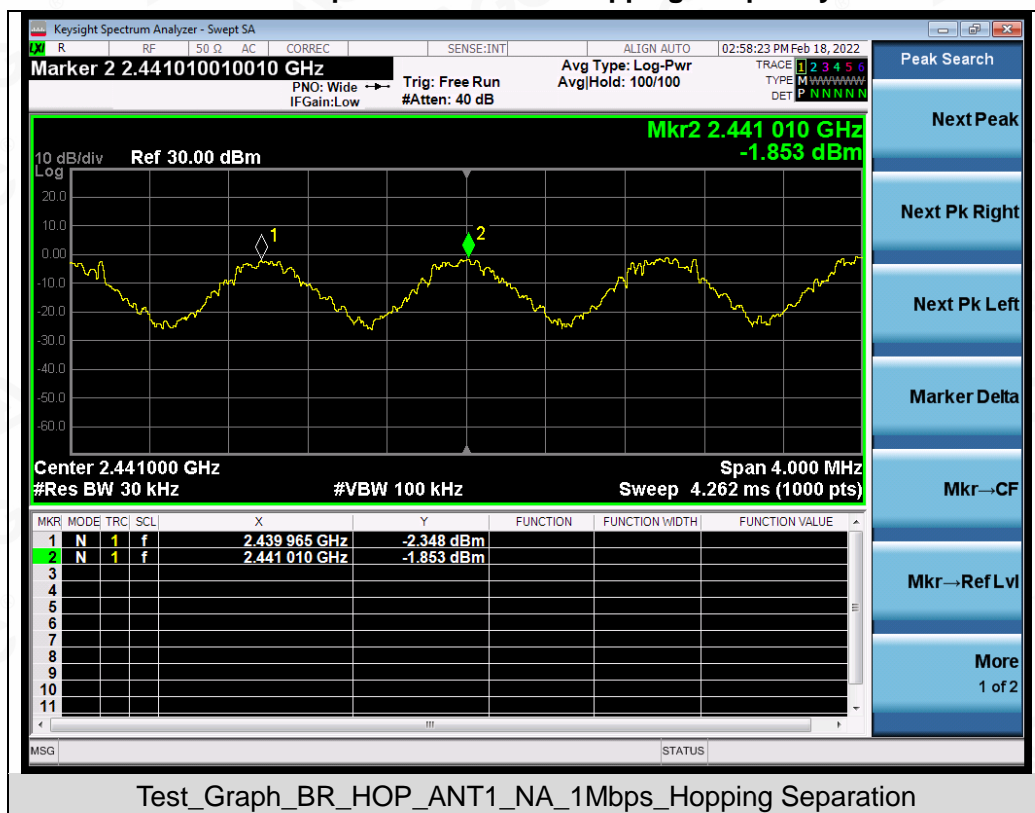 Keysight Spectrum Analyzer - Swept SA
LXI R RF 50 Ω AC CORREC SENSE:INT ALIGN AUTO 02:58:23 PM Feb 18, 2022
Marker 2 2.441010010010 GHz
PNO: Wide
IFGain:Low
Trig: Free Run
#Atten: 40 dB
Avg Type: Log-Pwr
Avg|Hold: 100/100
TRACE 1 2 3 4 5 6
TYPE M WWWWW
DET P N N N N N
Mkr2 2.441 010 GHz
-1.853 dBm
10 dB/div Ref 30.00 dBm
Log
20.0
10.0
0.00
-10.0
-20.0
-30.0
-40.0
-50.0
-60.0
1
2
Center 2.441000 GHz Span 4.000 MHz
#Res BW 30 kHz #VBW 100 kHz Sweep 4.262 ms (1000 pts)
MKR MODE TRC SCL X Y FUNCTION FUNCTION WIDTH FUNCTION VALUE
1 N 1 f 2.439 965 GHz -2.348 dBm
2 N 1 f 2.441 010 GHz -1.853 dBm
3
4
5
6
7
8
9
10
11
MSG STATUS
Peak Search
Next Peak
Next Pk Right
Next Pk Left
Marker Delta
Mkr→CF
Mkr→Ref Lvl
More
1 of 2
Test_Graph_BR_HOP_ANT1_NA_1Mbps_Hopping Separation